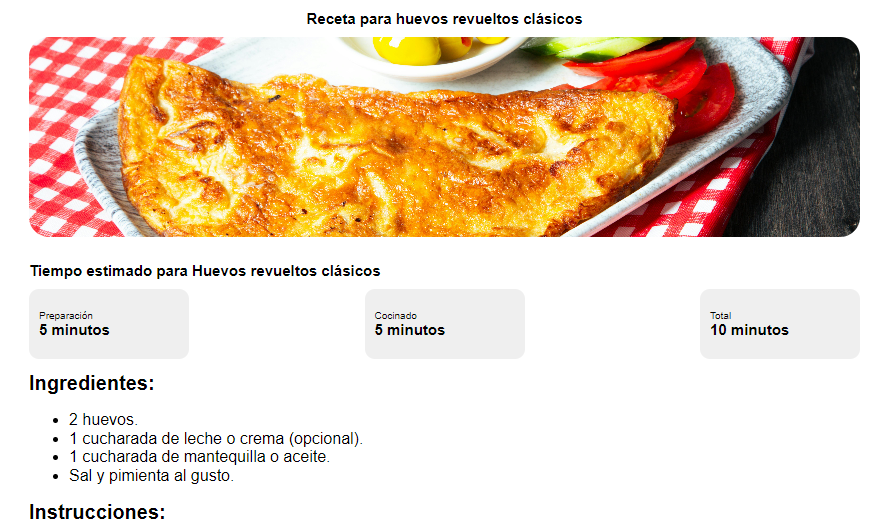 Receta para huevos revueltos clásicos
Tiempo estimado para Huevos revueltos clásicos
Preparación
5 minutos
Cocinado
5 minutos
Total
10 minutos
Ingredientes:
2 huevos.
1 cucharada de leche o crema (opcional).
1 cucharada de mantequilla o aceite.
Sal y pimienta al gusto.
Instrucciones: